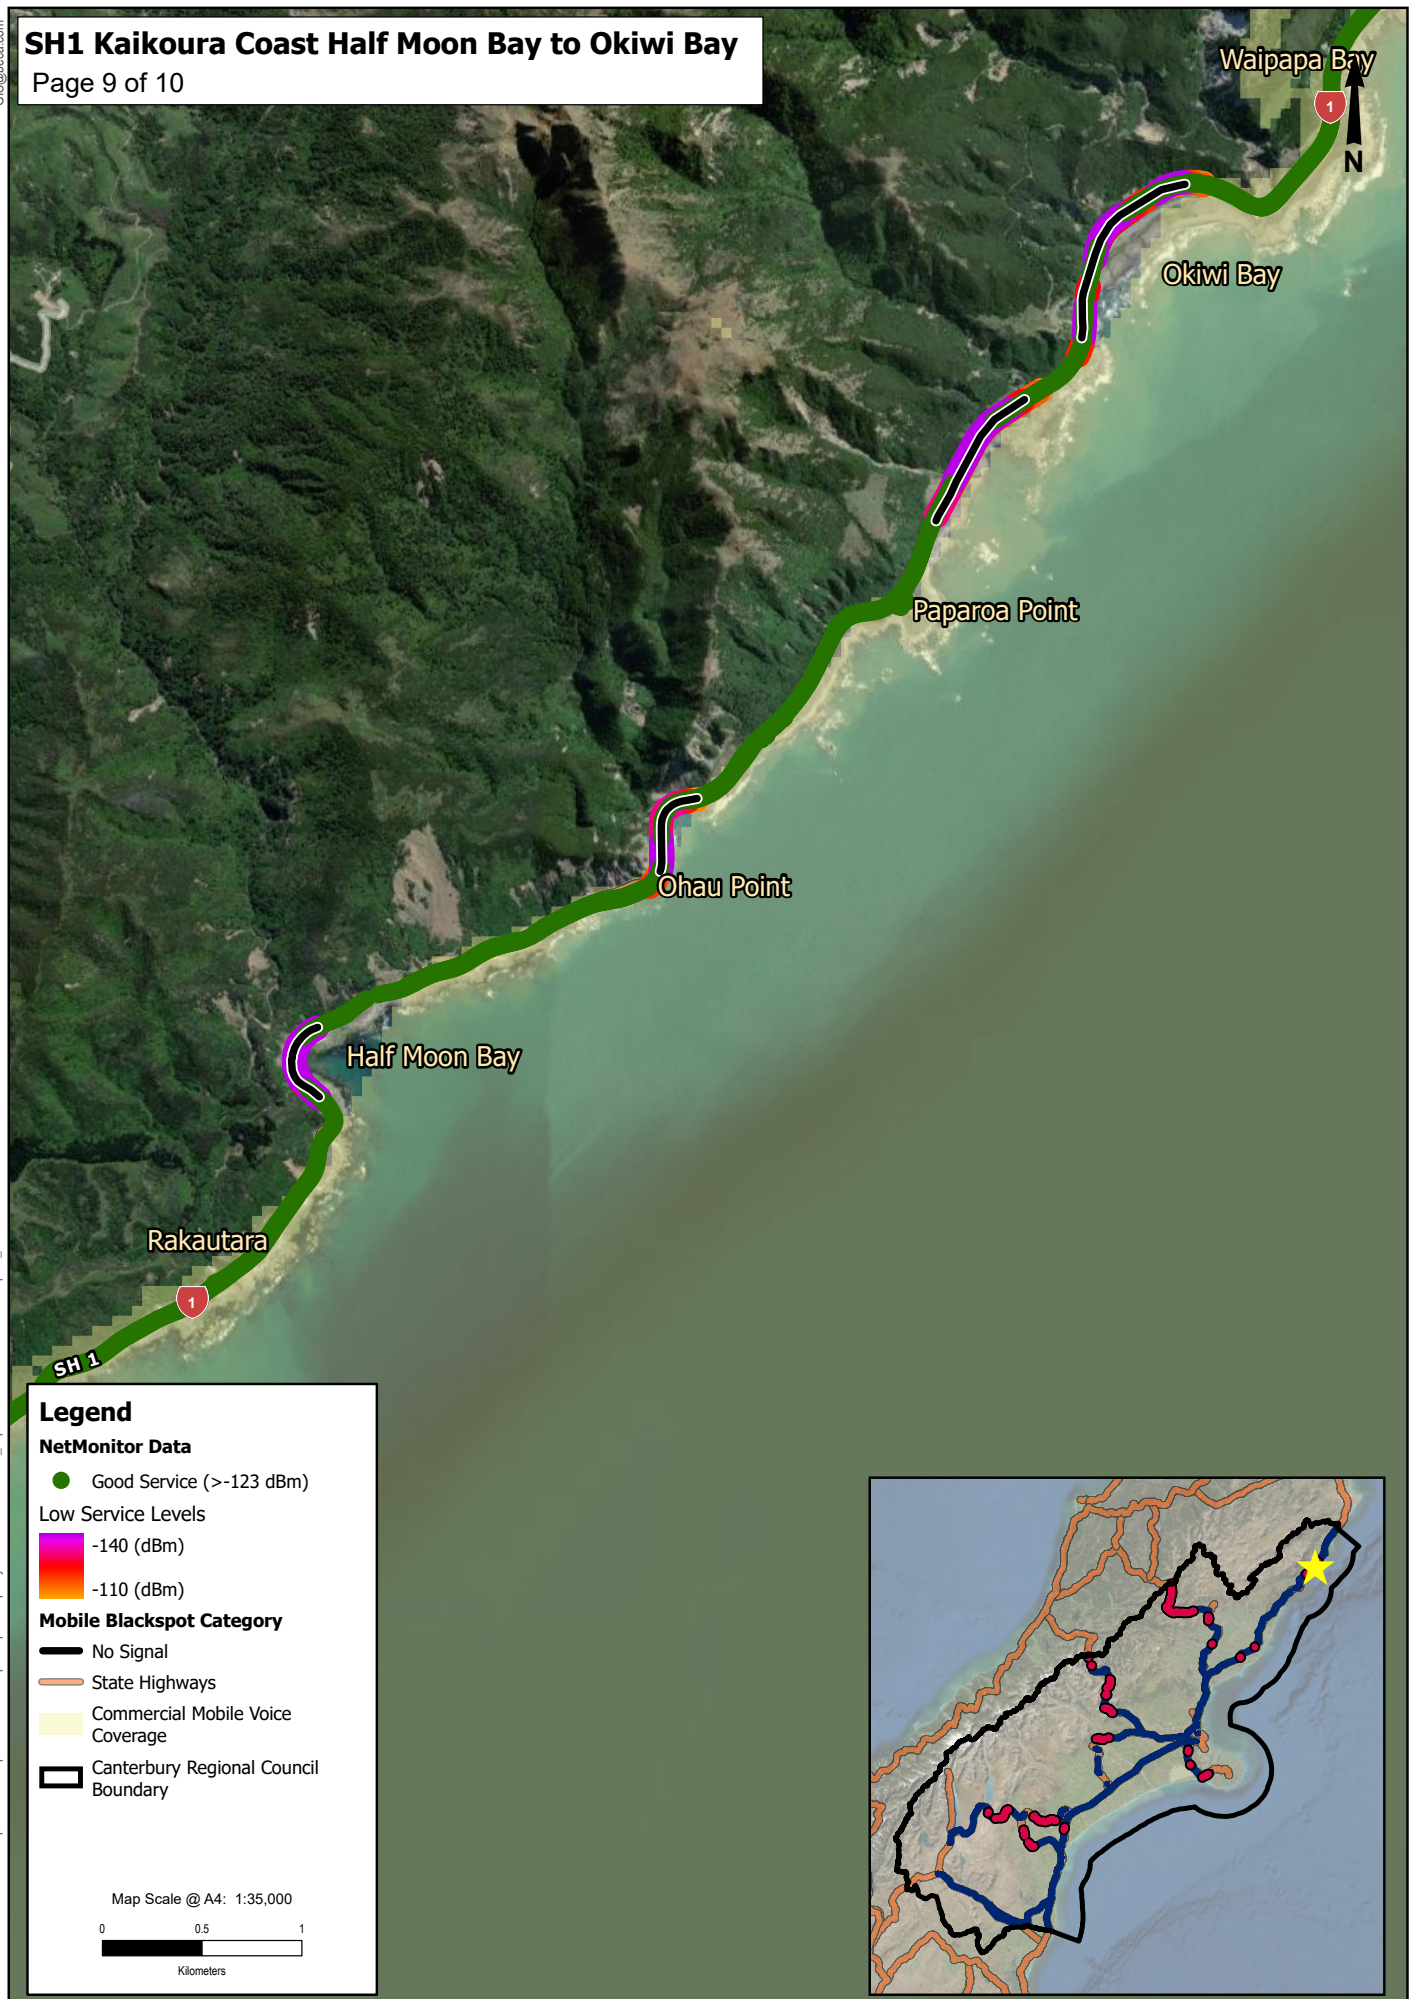 SH1 Kaikoura Coast Half Moon Bay to Okiwi Bay
Page 9 of 10
Waipapa Bay
1
N
Okiwi Bay
Paparoa Point
Ohau Point
Half Moon Bay
Rakautara
1
SH 1
Legend
NetMonitor Data
Good Service (>-123 dBm)
Low Service Levels
-140 (dBm)
-110 (dBm)
Mobile Blackspot Category
No Signal
State Highways
Commercial Mobile Voice
Coverage
Canterbury Regional Council
Boundary
Map Scale @ A4: 1:35,000
0 0.5 1
Kilometers